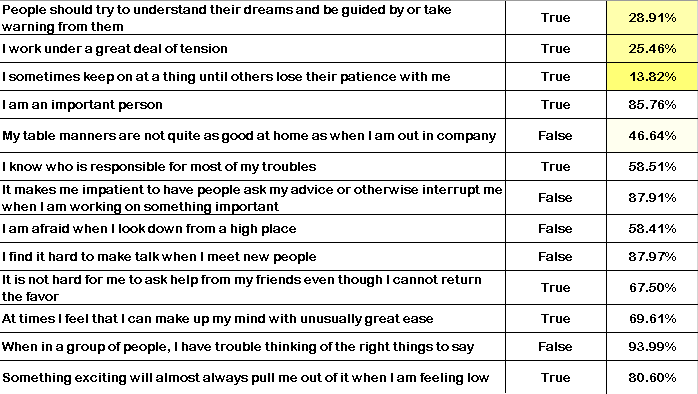 People should try to understand their dreams and be guided by or take True 28.91%
warning from them
I work under a great deal of tension True 25.46%
I sometimes keep on at a thing until others lose their patience with me True 13.82%
I am an important person True 85.76%
My table manners are not quite as good at home as when I am out in company False 46.64%
I know who is responsible for most of my troubles True 58.51%
It makes me impatient to have people ask my advice or otherwise interrupt me False 87.91%
when I am working on something important
I am afraid when I look down from a high place False 58.41%
I find it hard to make talk when I meet new people False 87.97%
It is not hard for me to ask help from my friends even though I cannot return True 67.50%
the favor
At times I feel that I can make up my mind with unusually great ease True 69.61%
When in a group of people, I have trouble thinking of the right things to say False 93.99%
Something exciting will almost always pull me out of it when I am feeling low True 80.60%